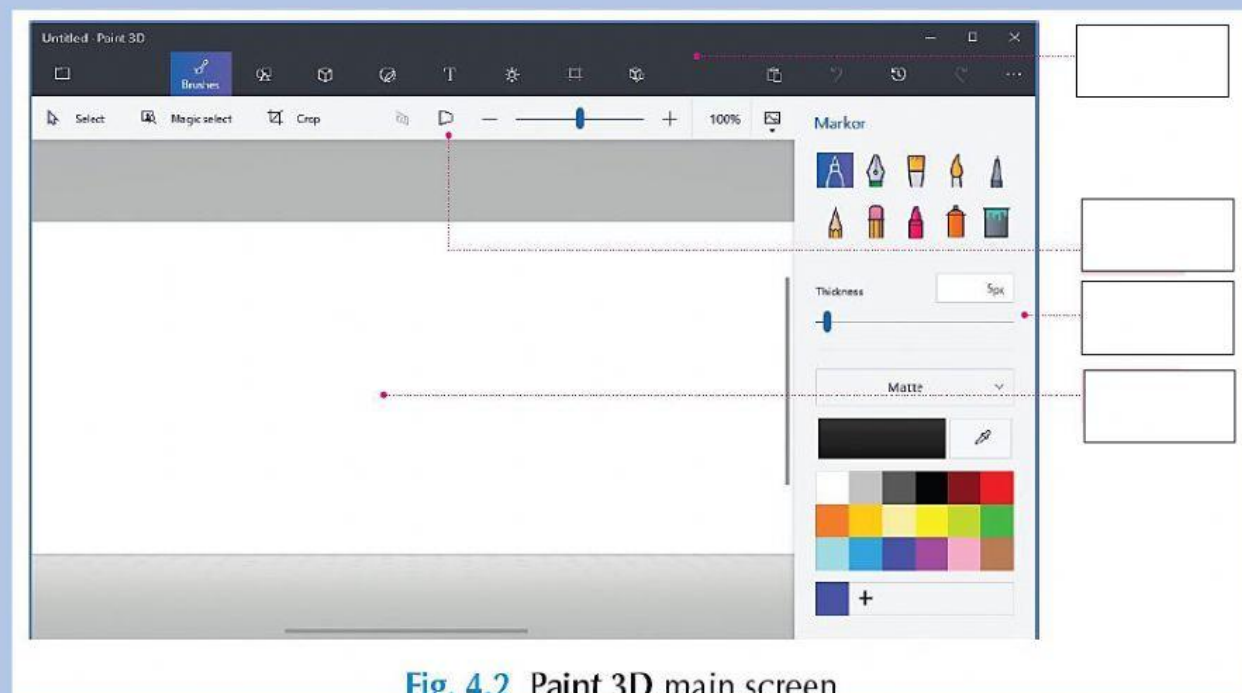 Untitled - Paint 3D
Brushes
T
Select Magic select Crop 100%
Marker
Thickness 5px
Matte
Fig. 4.2 Paint 3D main screen